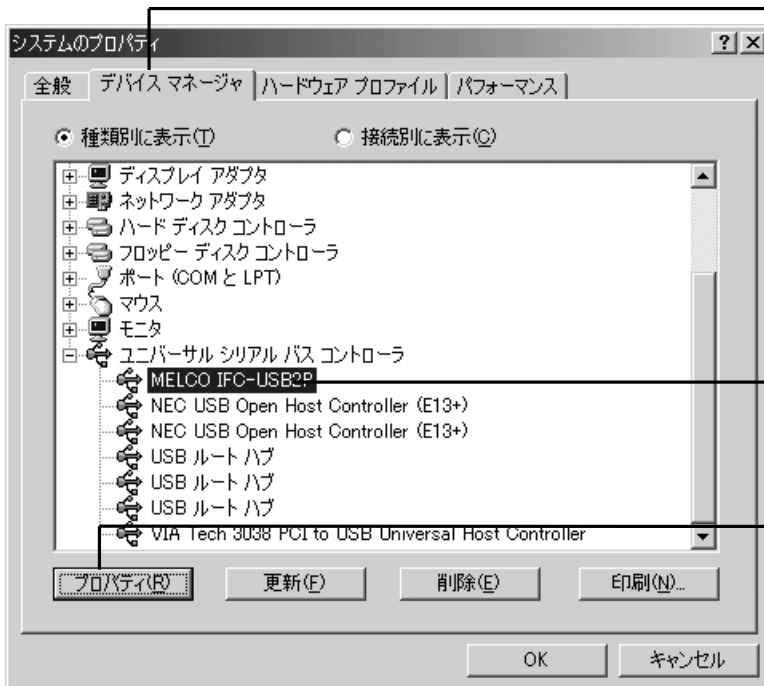 システムのプロパティ
全般 デバイス マネージャ ハードウェア プロファイル パフォーマンス
種類別に表示(T) 接続別に表示(C)
ディスプレイ アダプタ
ネットワーク アダプタ
ハード ディスク コントローラ
フロッピー ディスク コントローラ
ポート (COM と LPT)
マウス
モニタ
ユニバーサル シリアル バス コントローラ
MELCO IFC-USB2P
NEC USB Open Host Controller (E13+)
NEC USB Open Host Controller (E13+)
USB ルート ハブ
USB ルート ハブ
USB ルート ハブ
VIA Tech 3038 PCI to USB Universal Host Controller
プロパティ(R) 更新(F) 削除(E) 印刷(N)...
OK キャンセル